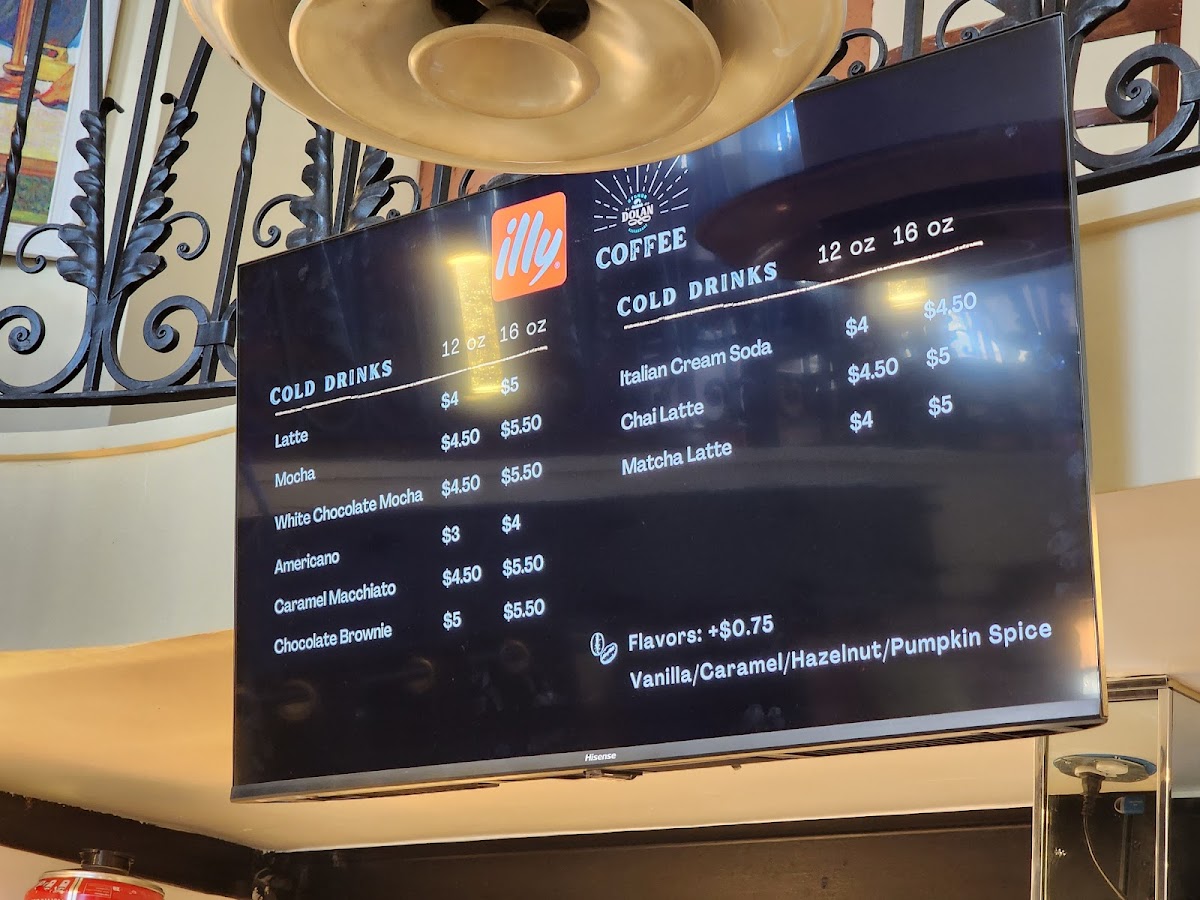 illy
DOLAN
COFFEE
COLD DRINKS 12 oz 16 oz
Latte $4 $5
Mocha $4.50 $5.50
White Chocolate Mocha $4.50 $5.50
Americano $3 $4
Caramel Macchiato $4.50 $5.50
Chocolate Brownie $5 $5.50
COLD DRINKS 12 oz 16 oz
Italian Cream Soda $4 $4.50
Chai Latte $4.50 $5
Matcha Latte $4 $5
Flavors: +$0.75
Vanilla/Caramel/Hazelnut/Pumpkin Spice
Hisense